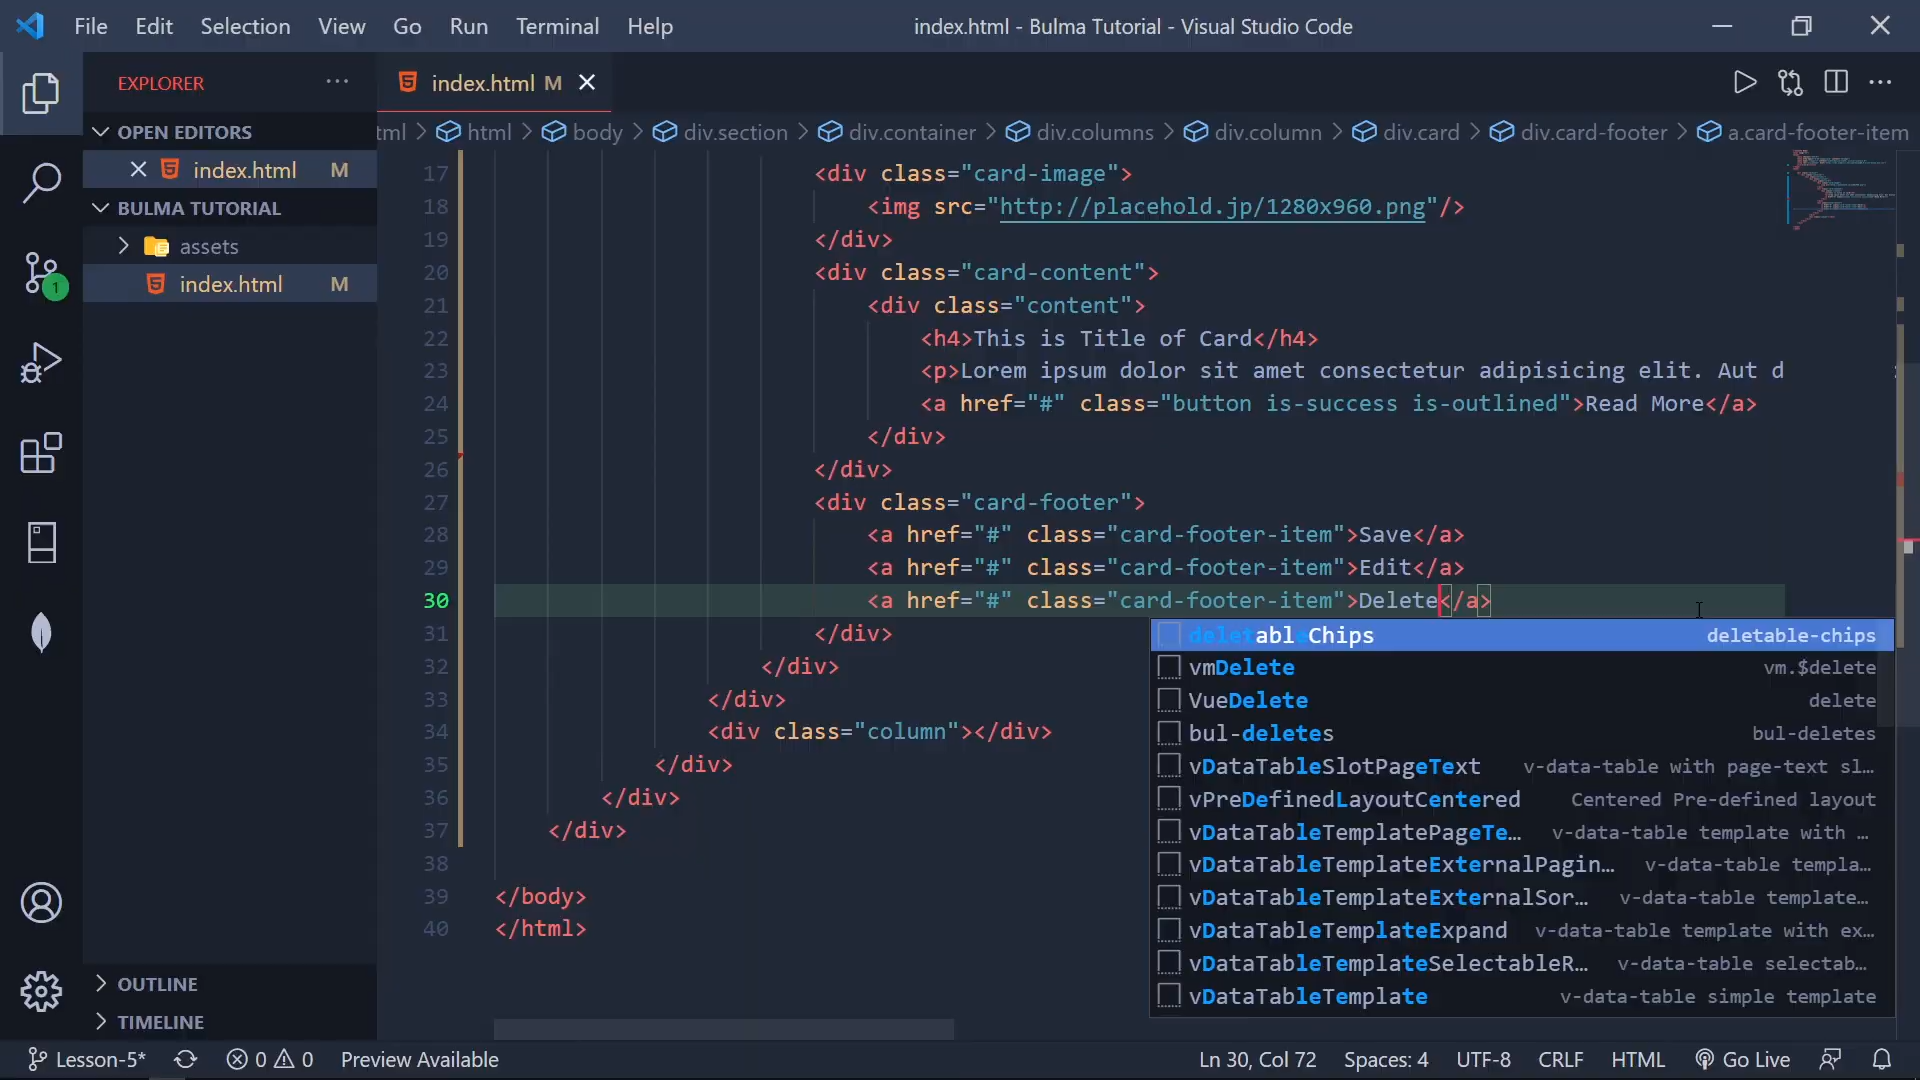 File Edit Selection View Go Run Terminal Help index.html - Bulma Tutorial - Visual Studio Code
EXPLORER ··· index.html M
OPEN EDITORS
index.html M
BULMA TUTORIAL
assets
index.html M
OUTLINE
TIMELINE
tml > html > body > div.section > div.container > div.columns > div.column > div.card > div.card-footer > a.card-footer-item
17 <div class="card-image">
18 <img src="http://placehold.jp/1280x960.png"/>
19 </div>
20 <div class="card-content">
21 <div class="content">
22 <h4>This is Title of Card</h4>
23 <p>Lorem ipsum dolor sit amet consectetur adipisicing elit. Aut d
24 <a href="#" class="button is-success is-outlined">Read More</a>
25 </div>
26 </div>
27 <div class="card-footer">
28 <a href="#" class="card-footer-item">Save</a>
29 <a href="#" class="card-footer-item">Edit</a>
30 <a href="#" class="card-footer-item">Delete</a>
31 </div>
32 </div>
33 </div>
34 <div class="column"></div>
35 </div>
36 </div>
37 </div>
38
39 </body>
40 </html>
deletableChips deletable-chips
vmDelete vm.$delete
VueDelete delete
bul-deletes bul-deletes
vDataTableSlotPageText v-data-table with page-text sl…
vPreDefinedLayoutCentered Centered Pre-defined layout
vDataTableTemplatePageTe… v-data-table template with …
vDataTableTemplateExternalPagin… v-data-table templa…
vDataTableTemplateExternalSor… v-data-table template…
vDataTableTemplateExpand v-data-table template with ex…
vDataTableTemplateSelectableR… v-data-table selectab…
vDataTableTemplate v-data-table simple template
1
Lesson-5* 0 0 Preview Available Ln 30, Col 72 Spaces: 4 UTF-8 CRLF HTML Go Live